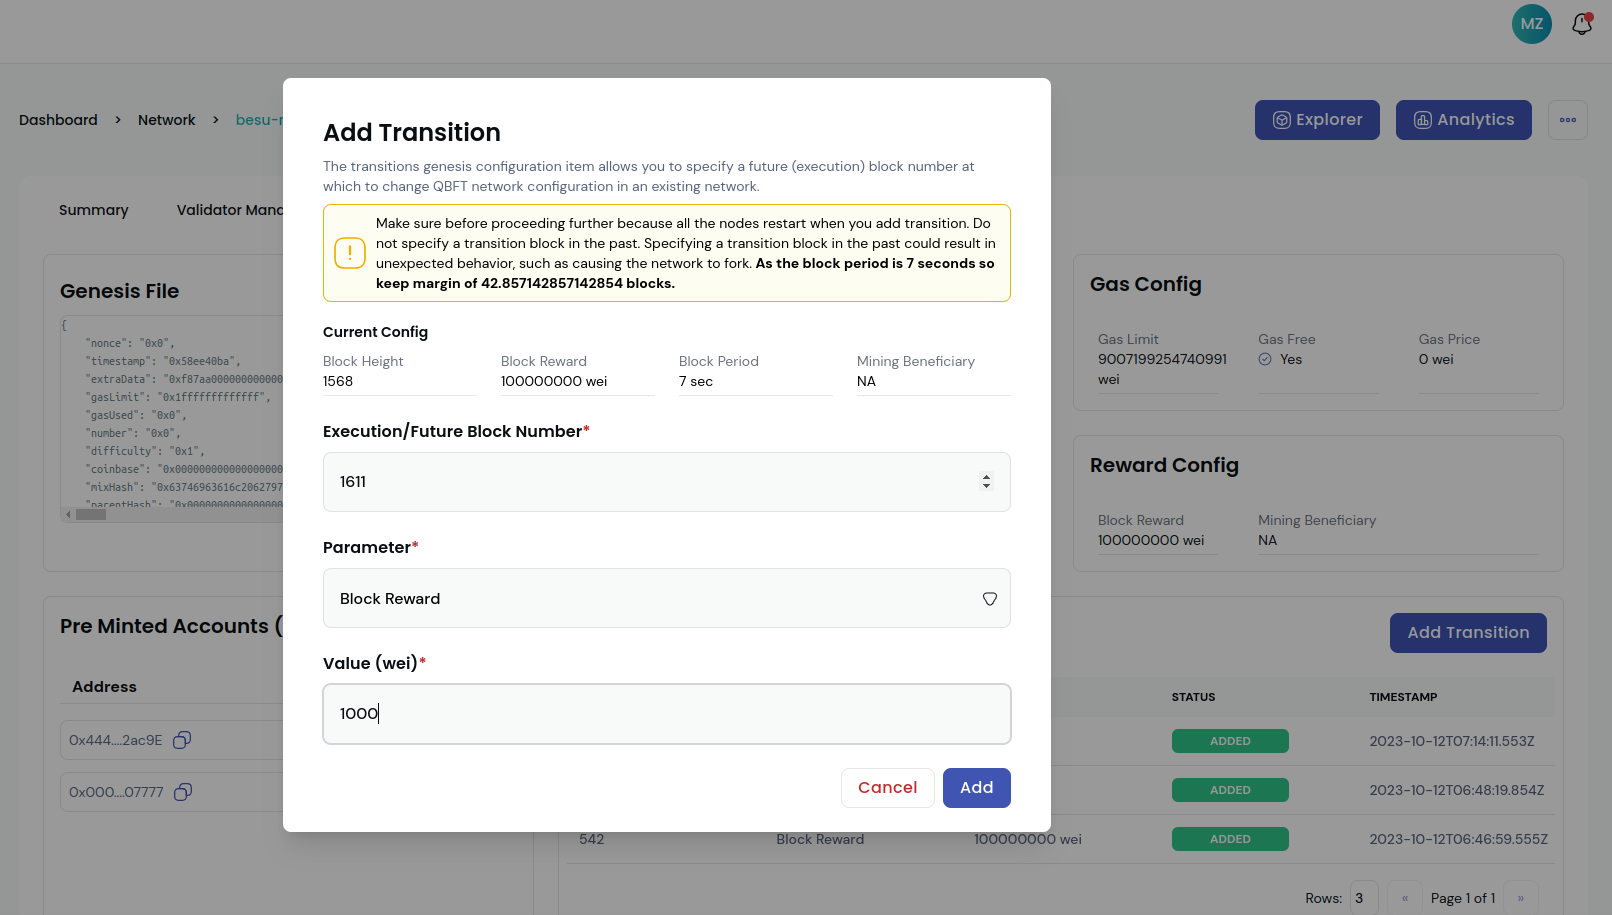 MZ
Dashboard > Network > besu-r
Explorer
Analytics
Summary
Validator Mana
Genesis File
{
"nonce": "0x0",
"timestamp": "0x58ee40ba",
"extraData": "0xf87aa000000000000
"gasLimit": "0x1fffffffffffff",
"gasUsed": "0x0",
"number": "0x0",
"difficulty": "0x1",
"coinbase": "0x000000000000000000
"mixHash": "0x63746963616c2062797
"parentHash": "0x0000000000000000
Pre Minted Accounts (
Address
0x444....2ac9E
0x000....07777
Add Transition
The transitions genesis configuration item allows you to specify a future (execution) block number at
which to change QBFT network configuration in an existing network.
Make sure before proceeding further because all the nodes restart when you add transition. Do
not specify a transition block in the past. Specifying a transition block in the past could result in
unexpected behavior, such as causing the network to fork. As the block period is 7 seconds so
keep margin of 42.857142857142854 blocks.
Current Config
Block Height
1568
Block Reward
100000000 wei
Block Period
7 sec
Mining Beneficiary
NA
Execution/Future Block Number*
1611
Parameter*
Block Reward
Value (wei)*
1000
Cancel
Add
Gas Config
Gas Limit
9007199254740991
wei
Gas Free
Yes
Gas Price
0 wei
Reward Config
Block Reward
100000000 wei
Mining Beneficiary
NA
Add Transition
STATUS TIMESTAMP
ADDED 2023-10-12T07:14:11.553Z
ADDED 2023-10-12T06:48:19.854Z
542 Block Reward 100000000 wei ADDED 2023-10-12T06:46:59.555Z
Rows: 3 « Page 1 of 1 »